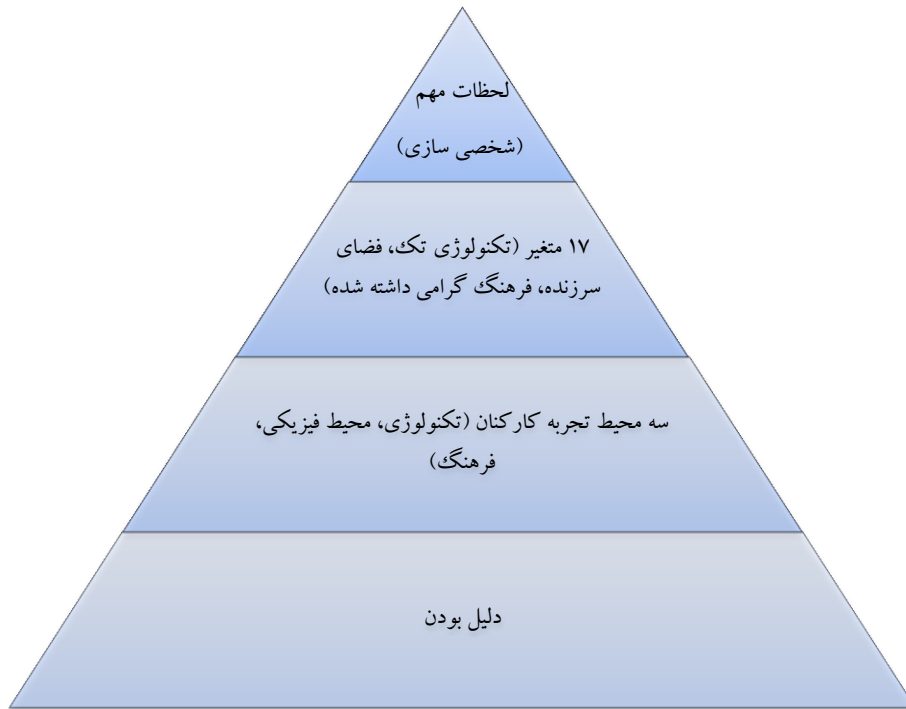 لحظات مهم
(شخصی سازی)
۱۷ متغیر (تکنولوژی تک، فضای
سرزنده، فرهنگ گرامی داشته شده)
سه محیط تجربه کارکنان (تکنولوژی، محیط فیزیکی،
فرهنگ)
دلیل بودن